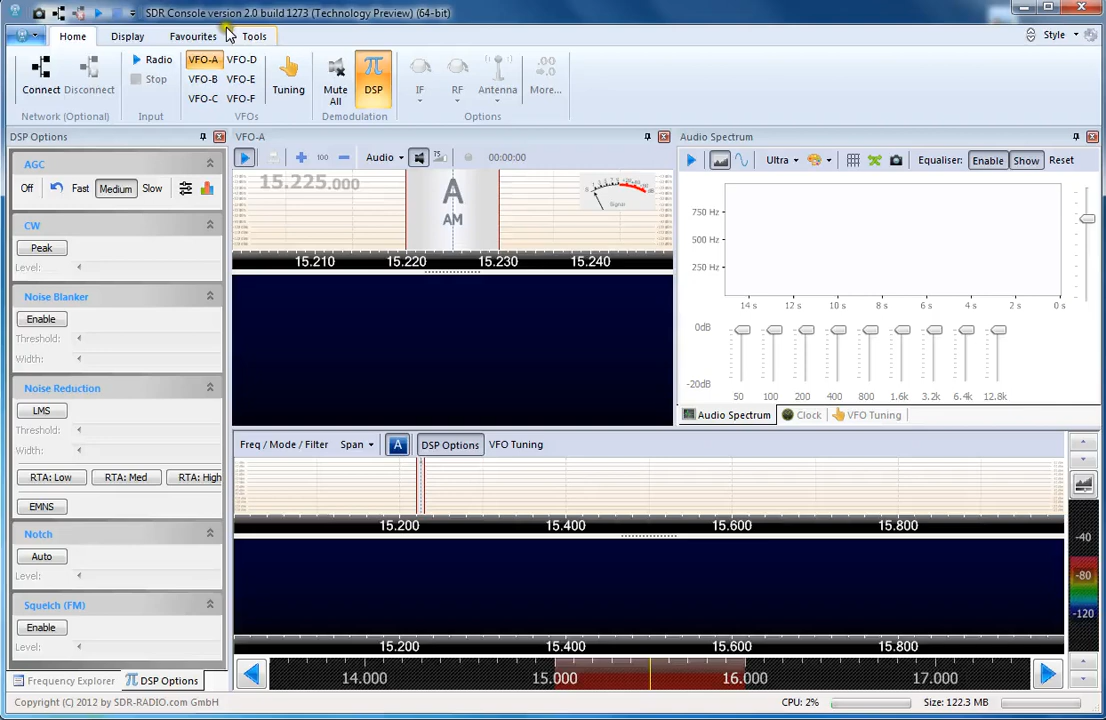 SDR Console version 2.0 build 1273 (Technology Preview) (64-bit)
Home Display Favourites Tools Style
Connect Disconnect
Network (Optional)
Radio
Stop
Input
VFO-A VFO-D
VFO-B VFO-E
VFO-C VFO-F
VFOs
Tuning
Mute All
DSP
Demodulation
IF RF Antenna More...
Options
DSP Options
AGC
Off Fast Medium Slow
CW
Peak
Level:
Noise Blanker
Enable
Threshold:
Width:
Noise Reduction
LMS
Threshold:
Width:
RTA: Low RTA: Med RTA: High
EMNS
Notch
Auto
Level:
Squelch (FM)
Enable
Level:
Frequency Explorer DSP Options
VFO-A
100 Audio 75 00:00:00
15.225.000
A
AM
Signal
15.210 15.220 15.230 15.240
Audio Spectrum
Ultra Equaliser: Enable Show Reset
750 Hz
500 Hz
250 Hz
14 s 12 s 10 s 8 s 6 s 4 s 2 s 0 s
0dB
-20dB
50 100 200 400 800 1.6k 3.2k 6.4k 12.8k
Audio Spectrum Clock VFO Tuning
Freq / Mode / Filter Span A DSP Options VFO Tuning
15.200 15.400 15.600 15.800
-40
-80
-120
15.200 15.400 15.600 15.800
14.000 15.000 16.000 17.000
Copyright (C) 2012 by SDR-RADIO.com GmbH
CPU: 2% Size: 122.3 MB